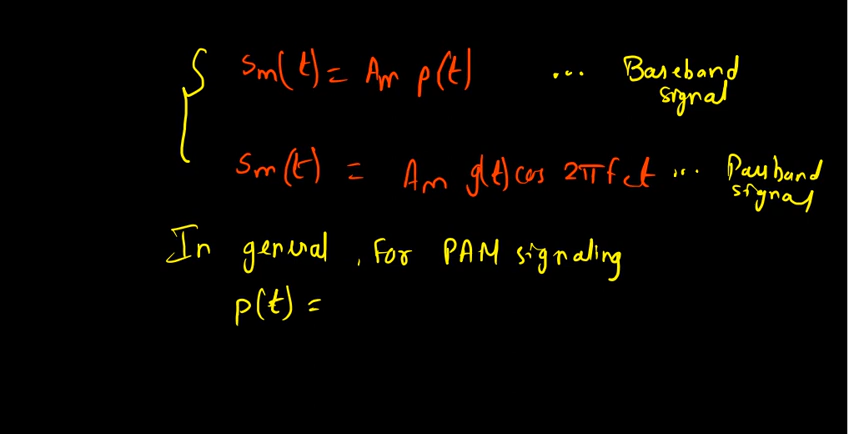 Sm(t) = Am p(t) ... Baseband signal
Sm(t) = Am g(t) cos 2πfct ... Passband signal
In general, for PAM signaling
p(t) =